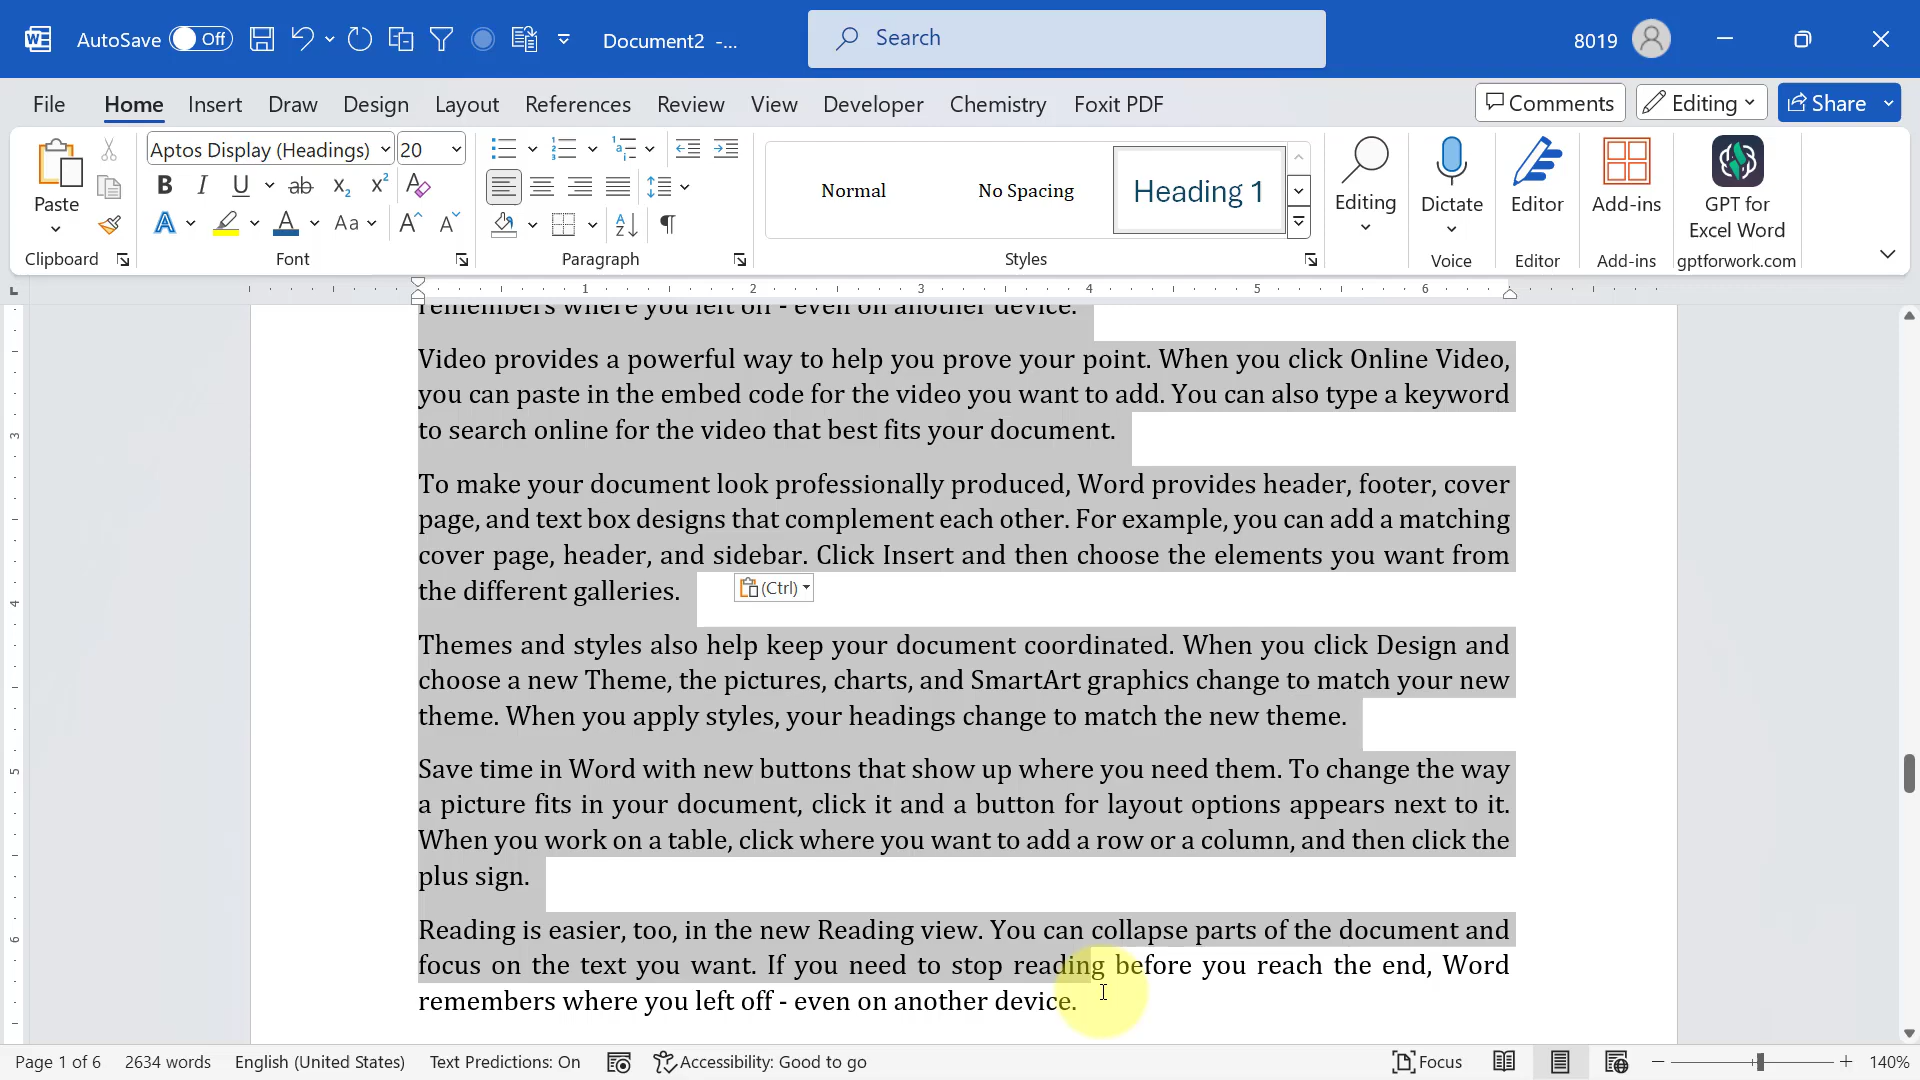 AutoSave Off Document2 -... Search 8019
File Home Insert Draw Design Layout References Review View Developer Chemistry Foxit PDF Comments Editing Share
Paste
Clipboard
Aptos Display (Headings) 20
B I U ab x₂ x² A
A A Aa A A
Font
Paragraph
Normal No Spacing Heading 1
Styles
Editing
Dictate
Voice
Editor
Editor
Add-ins
Add-ins
GPT for
Excel Word
gptforwork.com
1 2 3 4 5 6
3
4
5
6
remembers where you left off - even on another device.
Video provides a powerful way to help you prove your point. When you click Online Video,
you can paste in the embed code for the video you want to add. You can also type a keyword
to search online for the video that best fits your document.
To make your document look professionally produced, Word provides header, footer, cover
page, and text box designs that complement each other. For example, you can add a matching
cover page, header, and sidebar. Click Insert and then choose the elements you want from
the different galleries.
(Ctrl)
Themes and styles also help keep your document coordinated. When you click Design and
choose a new Theme, the pictures, charts, and SmartArt graphics change to match your new
theme. When you apply styles, your headings change to match the new theme.
Save time in Word with new buttons that show up where you need them. To change the way
a picture fits in your document, click it and a button for layout options appears next to it.
When you work on a table, click where you want to add a row or a column, and then click the
plus sign.
Reading is easier, too, in the new Reading view. You can collapse parts of the document and
focus on the text you want. If you need to stop reading before you reach the end, Word
remembers where you left off - even on another device.
Page 1 of 6 2634 words English (United States) Text Predictions: On Accessibility: Good to go Focus 140%